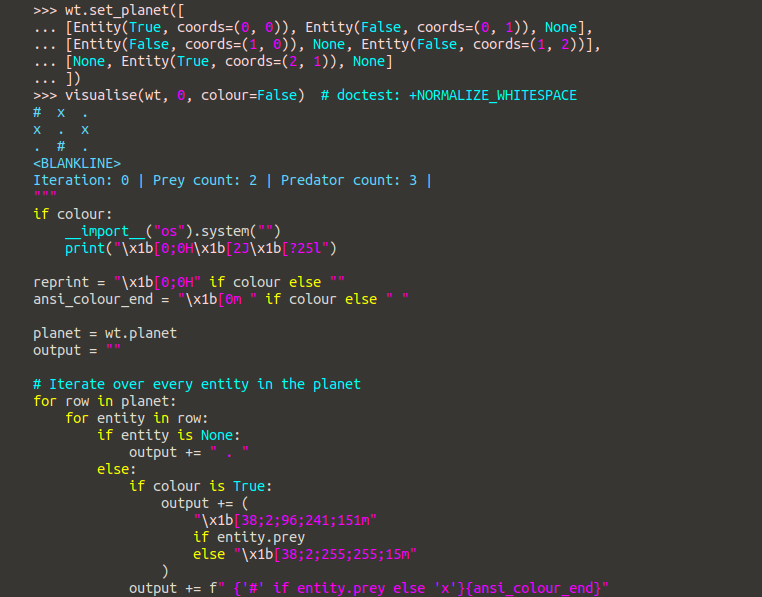 >>> wt.set_planet([
... [Entity(True, coords=(0, 0)), Entity(False, coords=(0, 1)), None],
... [Entity(False, coords=(1, 0)), None, Entity(False, coords=(1, 2))],
... [None, Entity(True, coords=(2, 1)), None]
... ])
>>> visualise(wt, 0, colour=False)  # doctest: +NORMALIZE_WHITESPACE
#  x  .
x  .  x
.  #  .
<BLANKLINE>
Iteration: 0 | Prey count: 2 | Predator count: 3 |
"""
if colour:
    __import__("os").system("")
    print("\x1b[0;0H\x1b[2J\x1b[?25l")

reprint = "\x1b[0;0H" if colour else ""
ansi_colour_end = "\x1b[0m " if colour else " "

planet = wt.planet
output = ""

# Iterate over every entity in the planet
for row in planet:
    for entity in row:
        if entity is None:
            output += " . "
        else:
            if colour is True:
                output += (
                    "\x1b[38;2;96;241;151m"
                    if entity.prey
                    else "\x1b[38;2;255;255;15m"
                )
            output += f" {'#' if entity.prey else 'x'}{ansi_colour_end}"